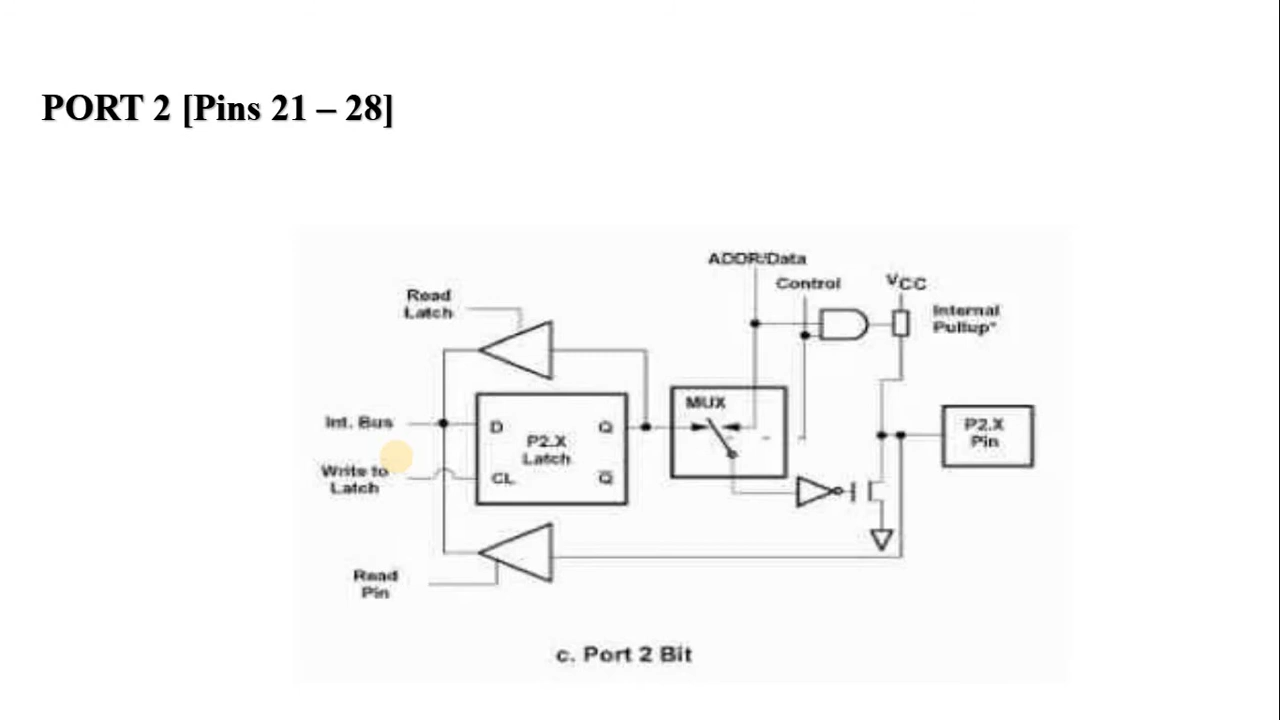 PORT 2 [Pins 21 – 28]
ADDR/Data
Control
VCC
Read
Latch
Internal
Pullup*
MUX
Int. Bus
D
Q
P2.X
Latch
P2.X
Pin
Write to
Latch
CL
Q̅
Read
Pin
c. Port 2 Bit